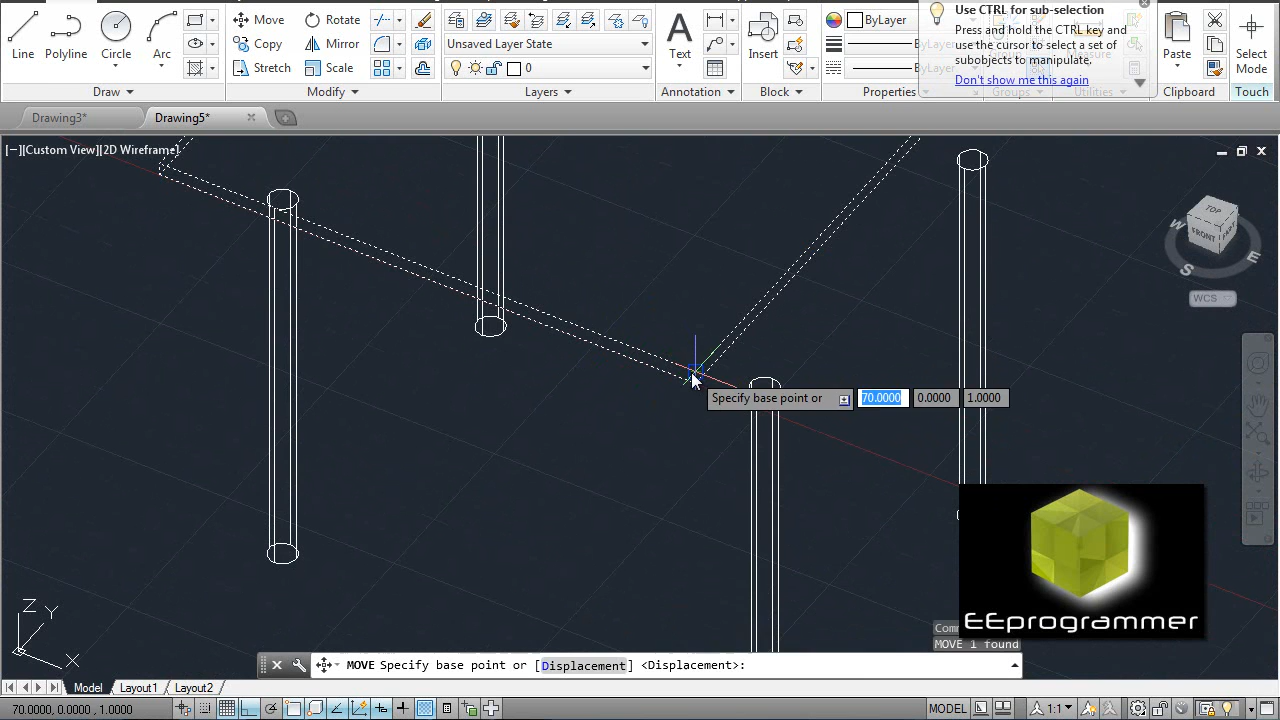 Line
Polyline
Circle
Arc
Move
Rotate
Copy
Mirror
Stretch
Scale
Unsaved Layer State
0
Text
Insert
ByLayer
Use CTRL for sub-selection
Press and hold the CTRL key and
use the cursor to select a set of
subobjects to manipulate.
Don't show me this again
Paste
Select
Mode
Draw
Modify
Layers
Annotation
Block
Properties
Groups
Utilities
Clipboard
Touch
Drawing3*
Drawing5*
[−][Custom View][2D Wireframe]
TOP
FRONT
W
S
E
WCS
Specify base point or
70.0000
0.0000
1.0000
EEprogrammer
Z
Y
X
MOVE 1 found
MOVE Specify base point or [Displacement] <Displacement>:
Model
Layout1
Layout2
70.0000, 0.0000 , 1.0000
MODEL
1:1